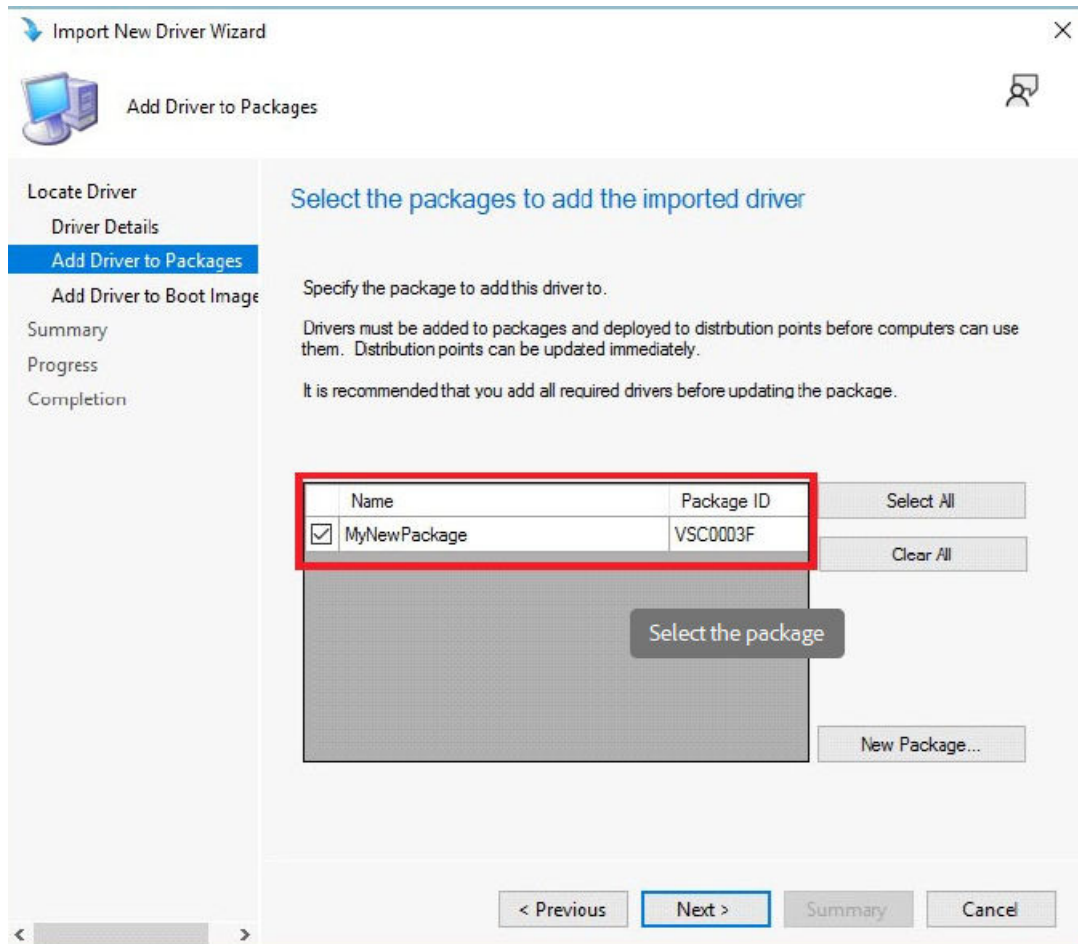 Import New Driver Wizard
Add Driver to Packages
Locate Driver
Driver Details
Add Driver to Packages
Add Driver to Boot Image
Summary
Progress
Completion
Select the packages to add the imported driver
Specify the package to add this driver to.
Drivers must be added to packages and deployed to distribution points before computers can use
them. Distribution points can be updated immediately.
It is recommended that you add all required drivers before updating the package.
Name Package ID
MyNewPackage VSC0003F
Select All
Clear All
Select the package
New Package...
< Previous Next > Summary Cancel